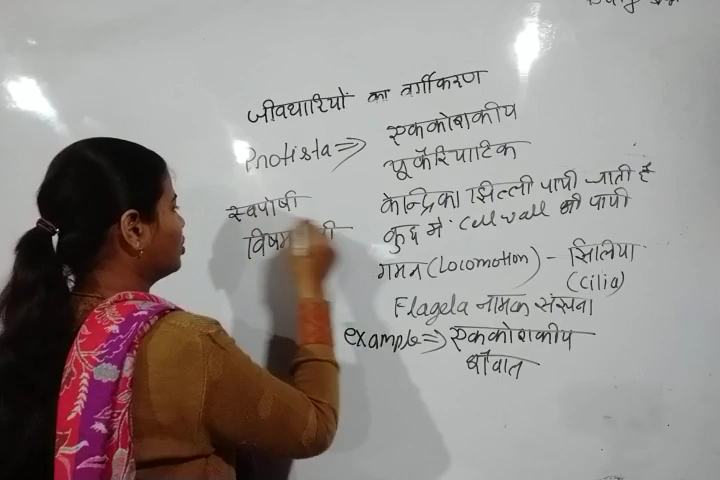 जीवधारियों का वर्गीकरण
Protista ⇒ एककोशकीय
यूकैरियाटिक
स्वपोषी
केन्द्रिका झिल्ली पायी जाती है
कुछ में cell wall भी पायी
गमन (Locomotion) - सिलिया
(cilia)
Flagela नामक संरचना
example ⇒ एककोशकीय
शैवाल